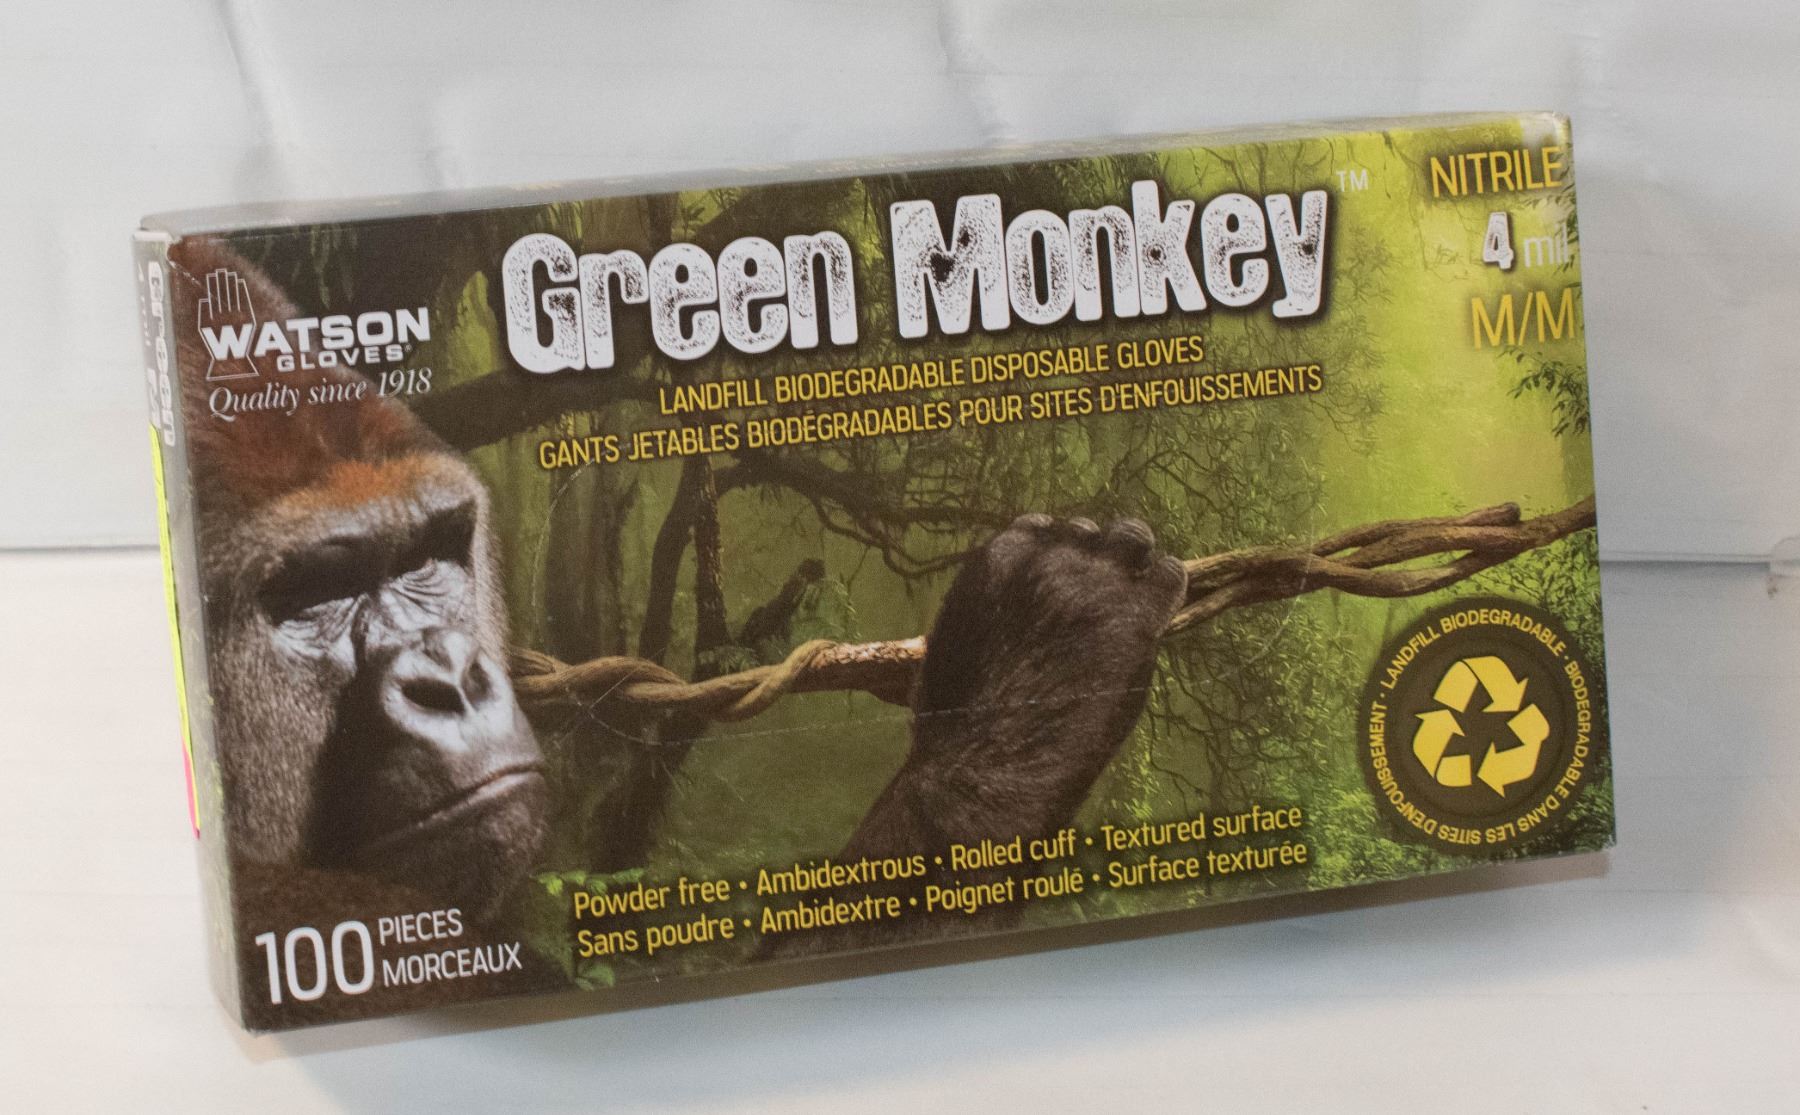 WATSON
GLOVES®
Quality since 1918
Green Monkey™
LANDFILL BIODEGRADABLE DISPOSABLE GLOVES
GANTS JETABLES BIODÉGRADABLES POUR SITES D'ENFOUISSEMENTS
NITRILE
4 mil
M/M
LANDFILL BIODEGRADABLE • BIODEGRADABLE DANS LES SITES D'ENFOUISSEMENT •
Powder free • Ambidextrous • Rolled cuff • Textured surface
Sans poudre • Ambidextre • Poignet roulé • Surface texturée
100 PIECES
MORCEAUX